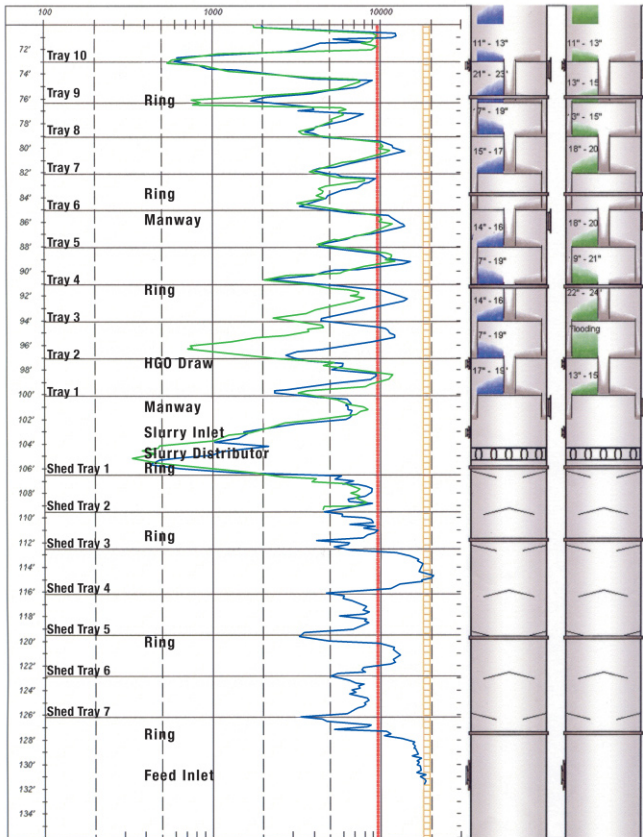 100 1000 10000
72'
11" - 13" 11" - 13"
Tray 10
74'
21" - 23" 13" - 15
76'
Tray 9
Ring
78'
7" - 19" 3" - 15"
Tray 8
80'
15" - 17 18" - 20
82'
Tray 7
84'
Ring
Tray 6
86'
Manway
14" - 16 18" - 20
88'
Tray 5
7" - 19" 9" - 21"
90'
Tray 4
92'
Ring
14" - 16 22" - 24
94'
Tray 3
7" - 19" flooding
96'
Tray 2
98'
HGO Draw
17" - 19" 13" - 15"
100'
Tray 1
Manway
102'
Slurry Inlet
104'
Slurry Distributor
106'
Shed Tray 1
Ring
108'
Shed Tray 2
110'
Ring
112'
Shed Tray 3
114'
116'
Shed Tray 4
118'
Shed Tray 5
120'
Ring
122'
Shed Tray 6
124'
126'
Shed Tray 7
Ring
128'
130'
Feed Inlet
132'
134'